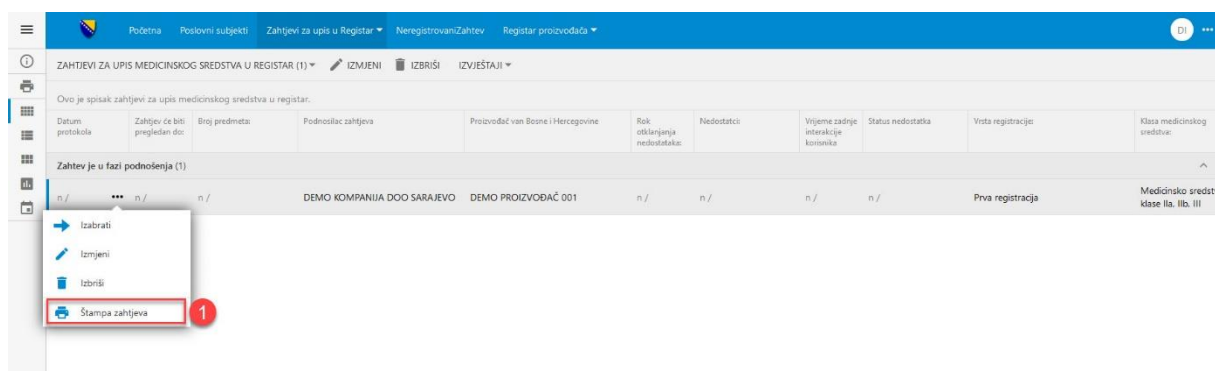 Početna Poslovni subjekti Zahtjevi za upis u Registar NeregistrovaniZahtev Registar proizvođača DI
ZAHTJEVI ZA UPIS MEDICINSKOG SREDSTVA U REGISTAR (1) IZMJENI IZBRIŠI IZVJEŠTAJI
Ovo je spisak zahtjevi za upis medicinskog sredstva u registar.
Datum protokola Zahtjev će biti pregledan do: Broj predmeta: Podnosilac zahtjeva Proizvođač van Bosne i Hercegovine Rok otklanjanja nedostataka: Nedostatci: Vrijeme zadnje interakcije korisnika Status nedostatka Vrsta registracije: Klasa medicinskog sredstva:
Zahtev je u fazi podnošenja (1)
n / n / n / DEMO KOMPANIJA DOO SARAJEVO DEMO PROIZVOĐAČ 001 n / n / n / n / Prva registracija Medicinsko sredst klase IIa. IIb. III
Izabrati
Izmjeni
Izbriši
Štampa zahtjeva 1